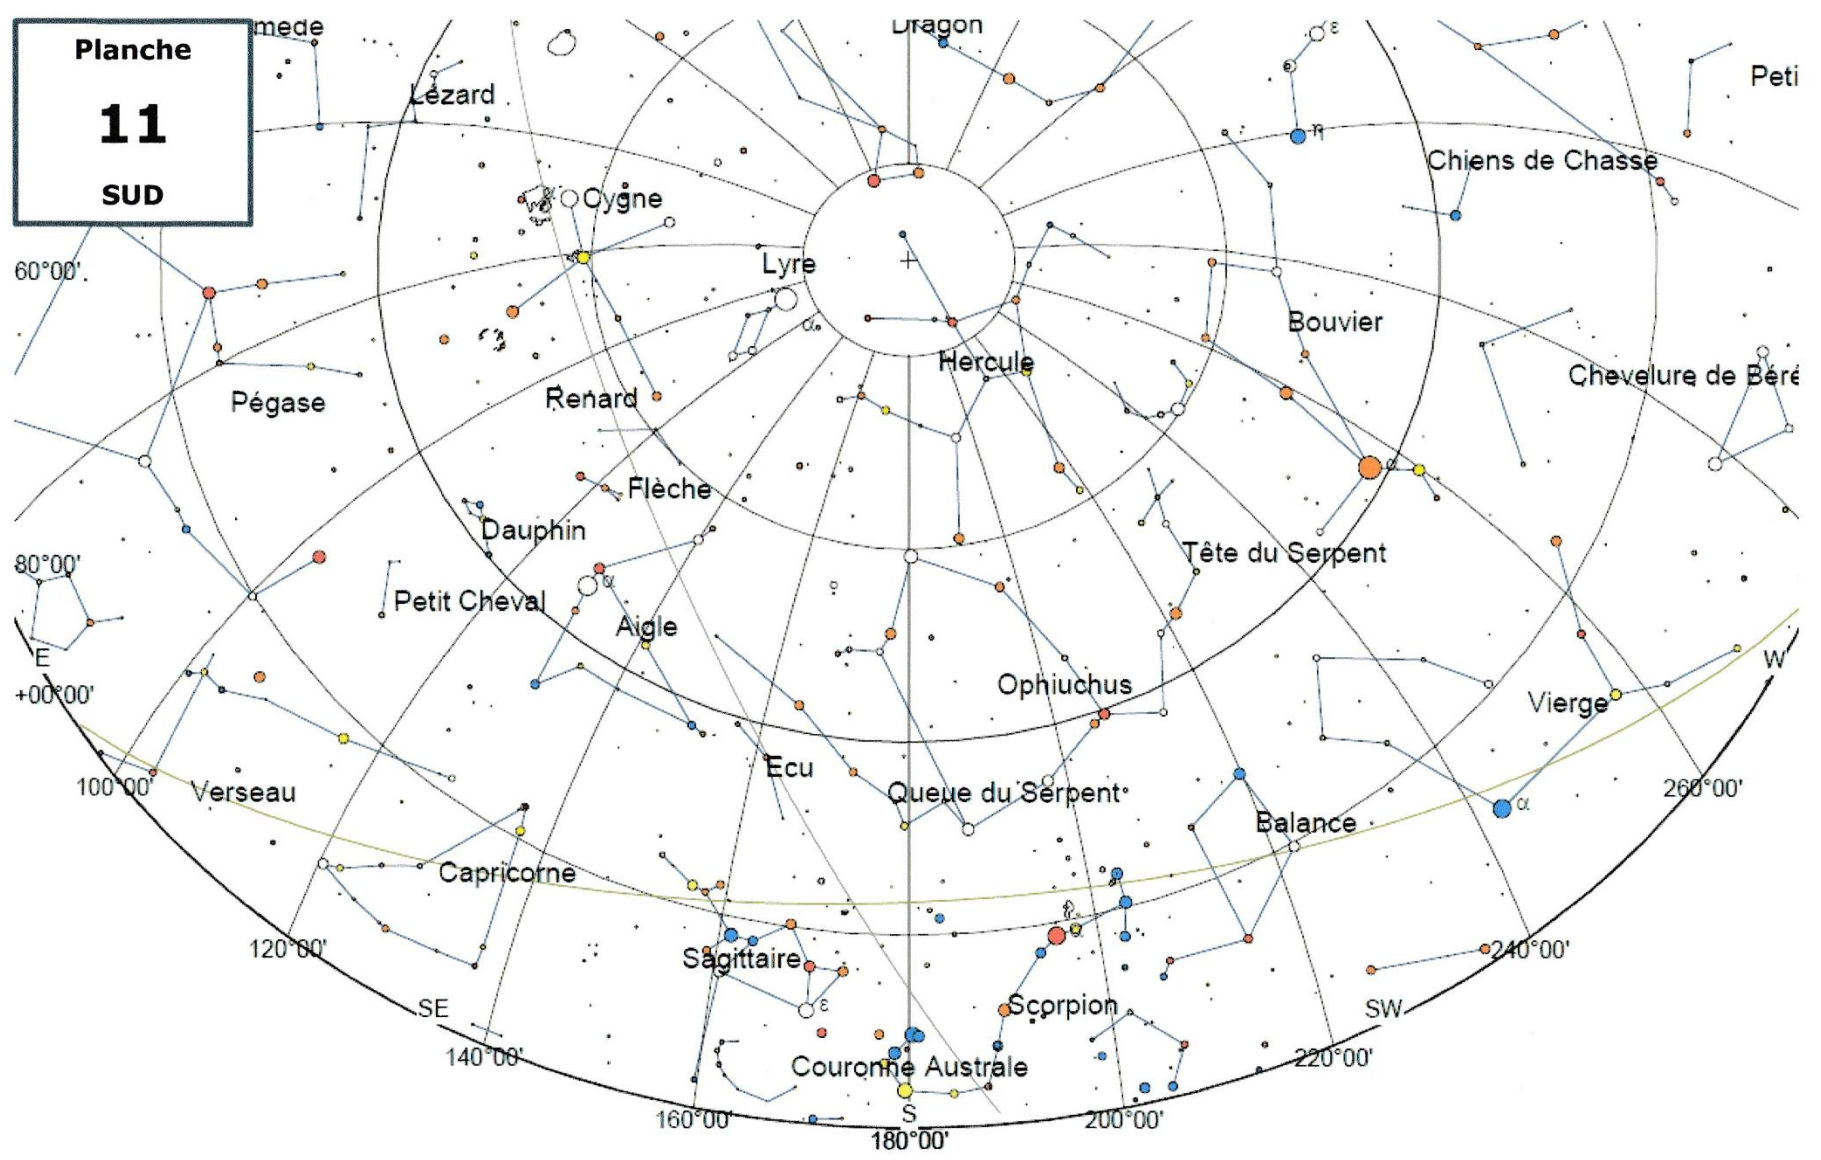 Planche
11
SUD
mede
Dragon
ε
Peti
Lézard
η
Chiens de Chasse
Cygne
60°00'
Lyre
α
Bouvier
Hercule
Chevelure de Béré
Pégase
Renard
α
Flèche
Dauphin
Tête du Serpent
80°00'
α
Petit Cheval
Aigle
E
W
Ophiuchus
+00°00'
Vierge
Ecu
100°00'
Verseau
Queue du Serpent
260°00'
α
Balance
Capricorne
α
120°00'
Sagittaire
240°00'
SE
ε
Scorpion
SW
140°00'
Couronne Australe
220°00'
160°00'
S
200°00'
180°00'